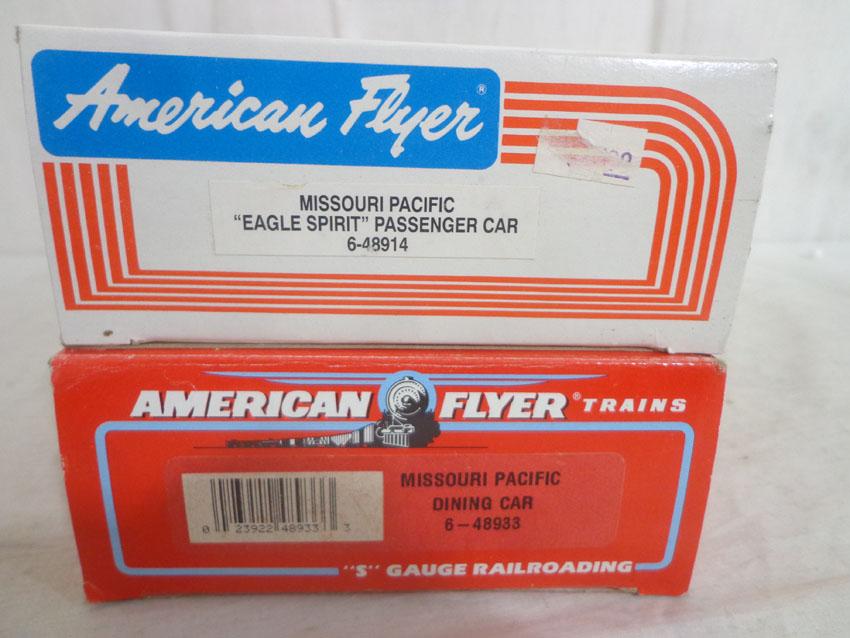 American Flyer ®
MISSOURI PACIFIC
"EAGLE SPIRIT" PASSENGER CAR
6-48914
AMERICAN FLYER ® TRAINS
MISSOURI PACIFIC
DINING CAR
6-48933
0 23922 48933 3
"S" GAUGE RAILROADING